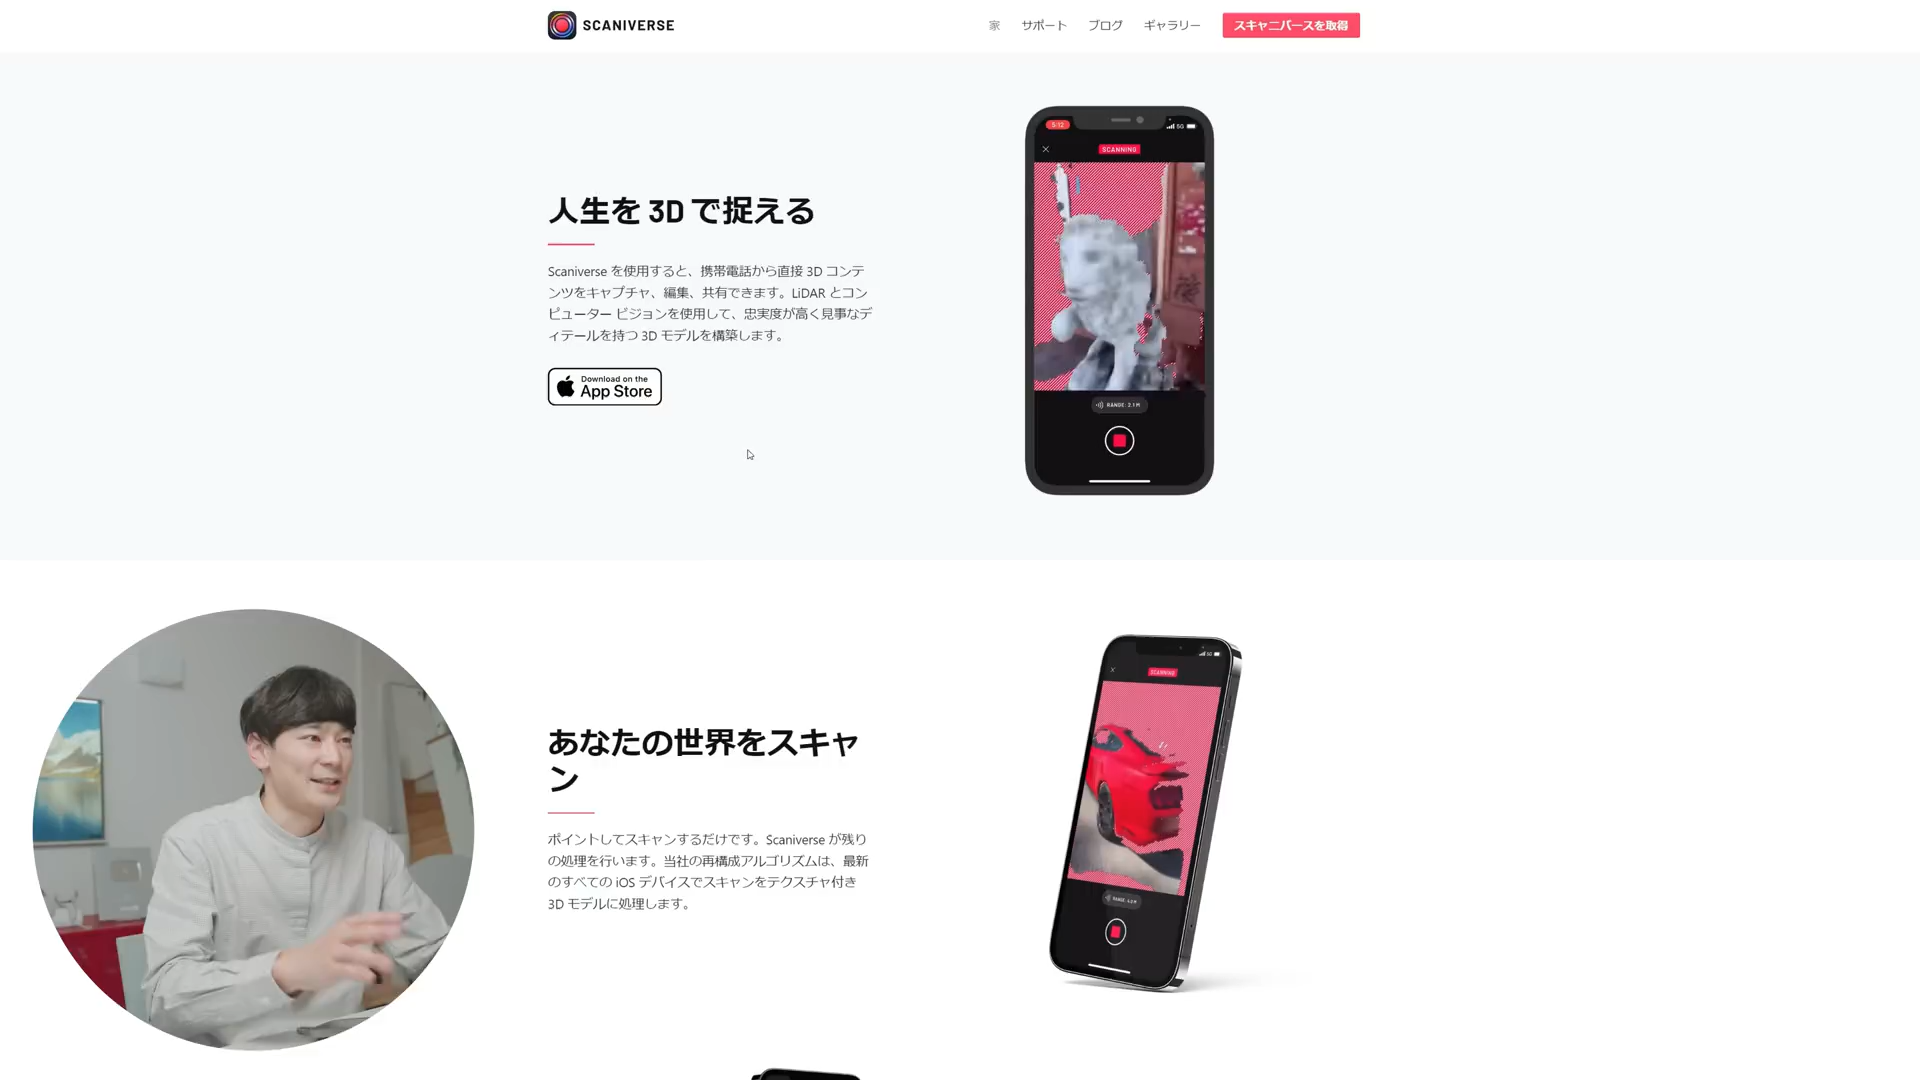 SCANIVERSE
家
サポート
ブログ
ギャラリー
スキャニバースを取得
5:12
5G
SCANNING
人生を 3D で捉える
Scaniverse を使用すると、携帯電話から直接 3D コンテ
ンツをキャプチャ、編集、共有できます。LiDAR とコン
ピューター ビジョンを使用して、忠実度が高く見事なデ
ィテールを持つ 3D モデルを構築します。
Download on the
App Store
RANGE: 2.1 M
あなたの世界をスキャ
ン
ポイントしてスキャンするだけです。Scaniverse が残り
の処理を行います。当社の再構成アルゴリズムは、最新
のすべての iOS デバイスでスキャンをテクスチャ付き
3D モデルに処理します。
5G
SCANNING